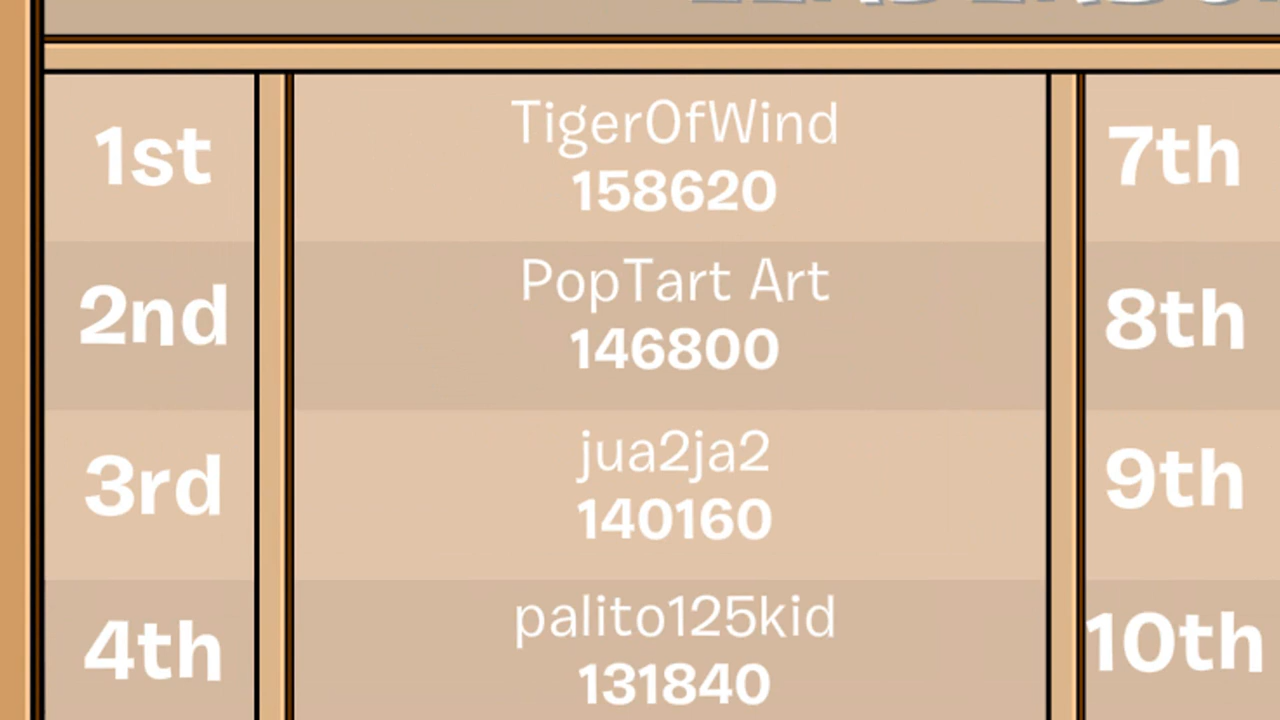 1st
TigerOfWind
158620
7th
2nd
PopTart Art
146800
8th
3rd
jua2ja2
140160
9th
4th
palito125kid
131840
10th